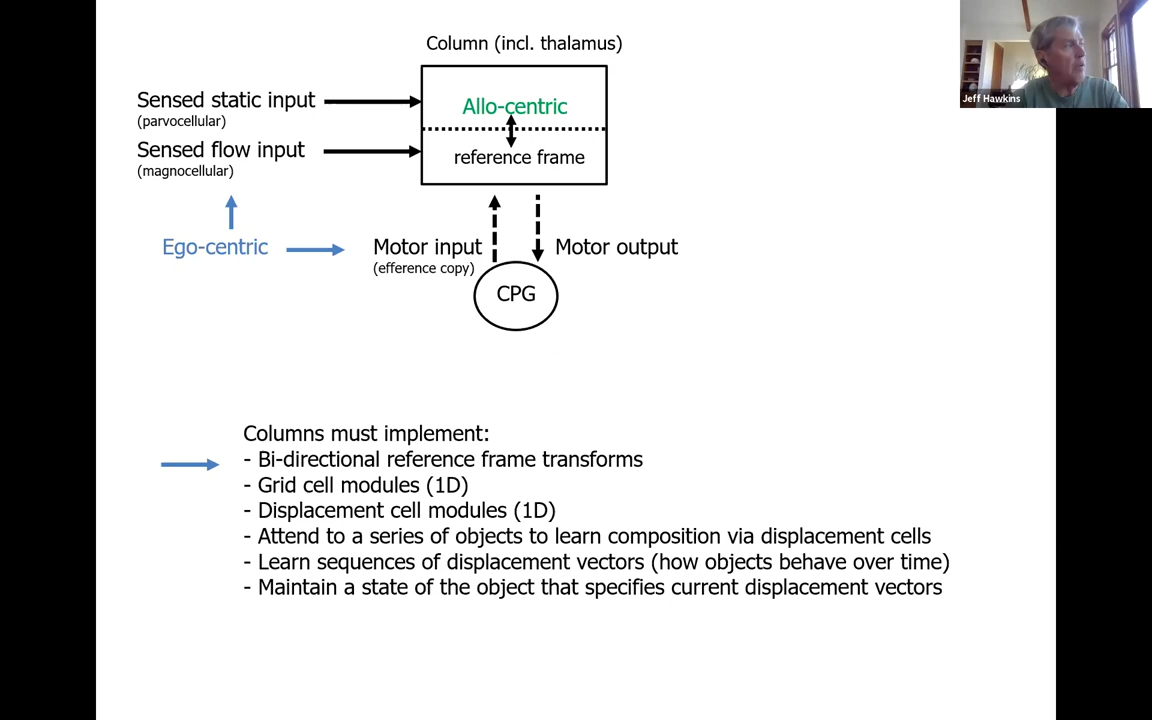 Column (incl. thalamus)
Sensed static input
(parvocellular)
Allo-centric
Sensed flow input
(magnocellular)
reference frame
Ego-centric
Motor input
(efference copy)
Motor output
CPG
Columns must implement:
- Bi-directional reference frame transforms
- Grid cell modules (1D)
- Displacement cell modules (1D)
- Attend to a series of objects to learn composition via displacement cells
- Learn sequences of displacement vectors (how objects behave over time)
- Maintain a state of the object that specifies current displacement vectors
Jeff Hawkins